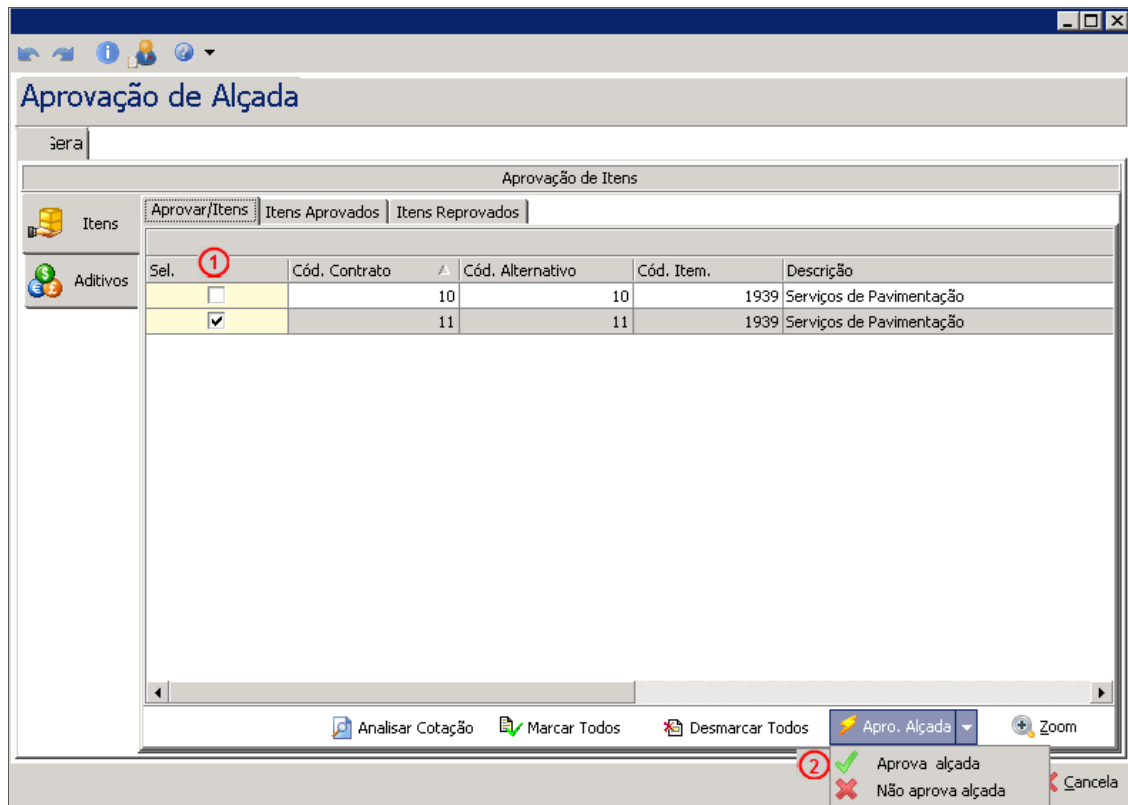 Aprovação de Alçada
Gera
Aprovação de Itens
Itens
Aditivos
Aprovar/Itens Itens Aprovados Itens Reprovados
Sel. 1 Cód. Contrato Cód. Alternativo Cód. Item. Descrição
10 10 1939 Serviços de Pavimentação
11 11 1939 Serviços de Pavimentação
Analisar Cotação Marcar Todos Desmarcar Todos Apro. Alçada Zoom
2 Aprova alçada
Não aprova alçada
Cancela